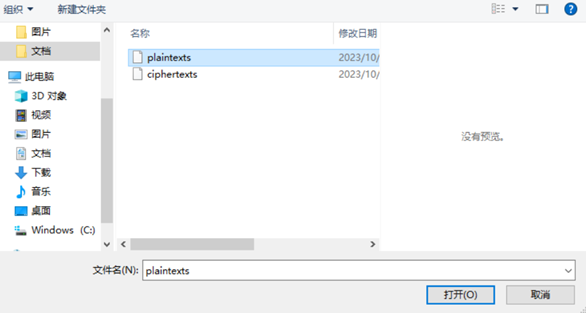 组织 新建文件夹
图片
文档
此电脑
3D 对象
视频
图片
文档
下载
音乐
桌面
Windows (C:)
名称 修改日期
plaintexts 2023/10/
ciphertexts 2023/10/
没有预览。
文件名(N): plaintexts
打开(O) 取消